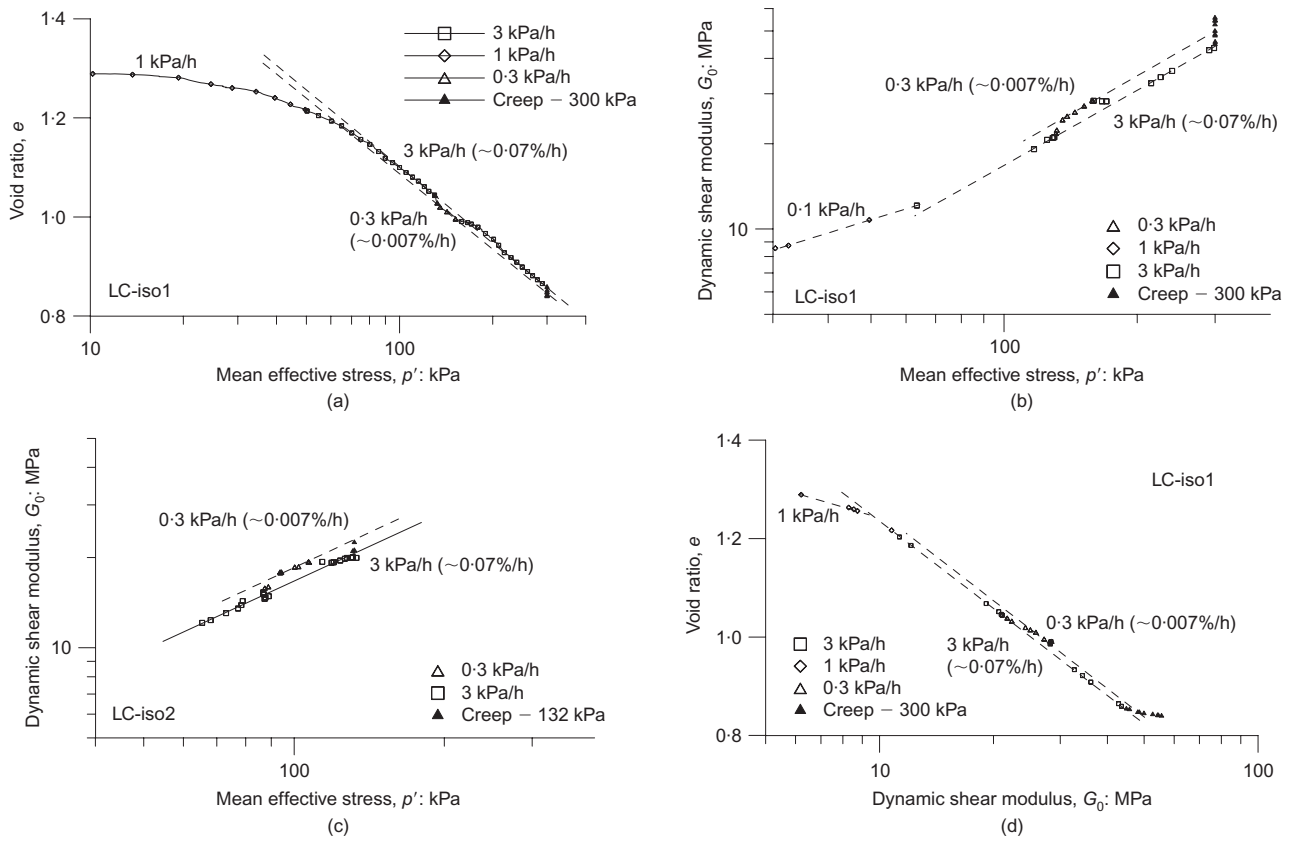 1·4
1·2
1·0
0·8
Void ratio, e
1 kPa/h
3 kPa/h
1 kPa/h
0·3 kPa/h
Creep – 300 kPa
3 kPa/h (~0·07%/h)
0·3 kPa/h
(~0·007%/h)
LC-iso1
10
100
Mean effective stress, p′: kPa
(a)
Dynamic shear modulus, G0: MPa
10
0·3 kPa/h (~0·007%/h)
3 kPa/h (~0·07%/h)
0·1 kPa/h
0·3 kPa/h
1 kPa/h
3 kPa/h
Creep – 300 kPa
LC-iso1
100
Mean effective stress, p′: kPa
(b)
Dynamic shear modulus, G0: MPa
10
0·3 kPa/h (~0·007%/h)
3 kPa/h (~0·07%/h)
0·3 kPa/h
3 kPa/h
Creep – 132 kPa
LC-iso2
100
Mean effective stress, p′: kPa
(c)
1·4
1·2
1·0
0·8
Void ratio, e
LC-iso1
1 kPa/h
0·3 kPa/h (~0·007%/h)
3 kPa/h
(~0·07%/h)
3 kPa/h
1 kPa/h
0·3 kPa/h
Creep – 300 kPa
10
100
Dynamic shear modulus, G0: MPa
(d)